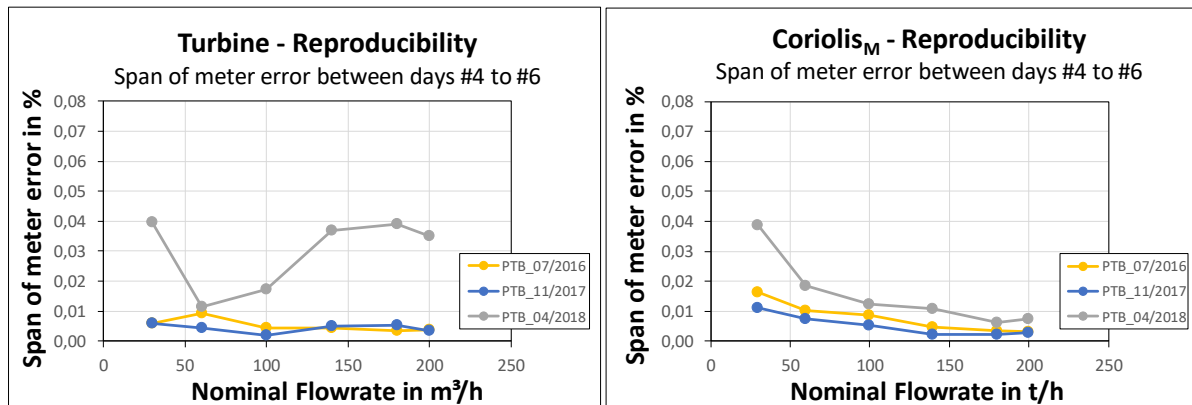 Turbine - Reproducibility
Span of meter error between days #4 to #6
Span of meter error in %
0,08
0,07
0,06
0,05
0,04
0,03
0,02
0,01
0,00
PTB_07/2016
PTB_11/2017
PTB_04/2018
0 50 100 150 200 250
Nominal Flowrate in m³/h
Coriolis_M - Reproducibility
Span of meter error between days #4 to #6
Span of meter error in %
0,08
0,07
0,06
0,05
0,04
0,03
0,02
0,01
0,00
PTB_07/2016
PTB_11/2017
PTB_04/2018
0 50 100 150 200 250
Nominal Flowrate in t/h